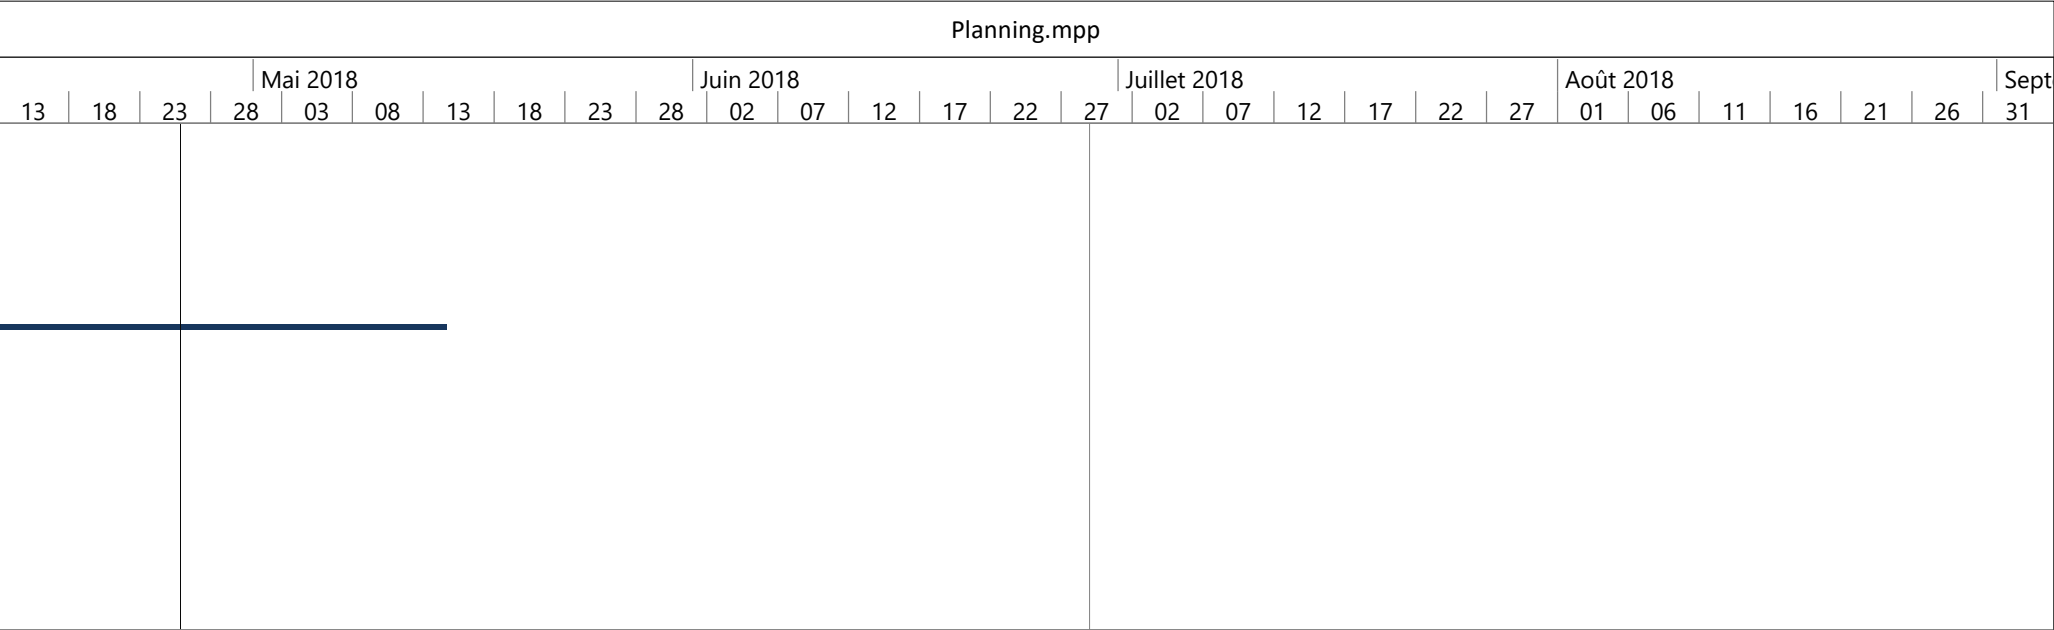 Planning.mpp
Mai 2018 Juin 2018 Juillet 2018 Août 2018 Sept
13 18 23 28 03 08 13 18 23 28 02 07 12 17 22 27 02 07 12 17 22 27 01 06 11 16 21 26 31